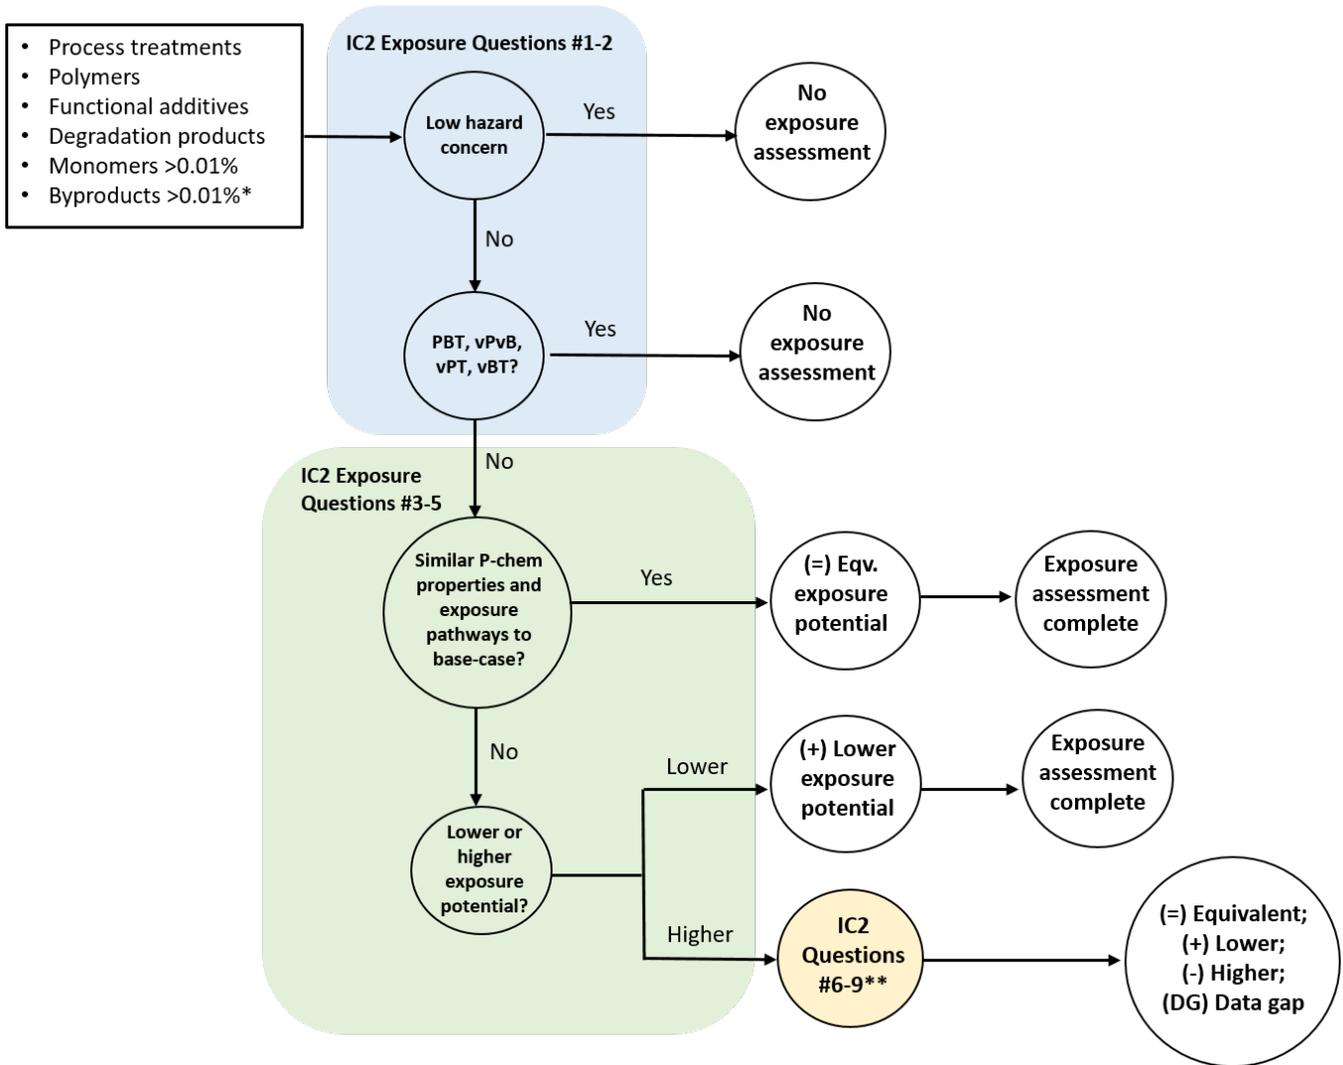 • Process treatments
• Polymers
• Functional additives
• Degradation products
• Monomers >0.01%
• Byproducts >0.01%*
IC2 Exposure Questions #1-2
Low hazard
concern
Yes
No
exposure
assessment
No
PBT, vPvB,
vPT, vBT?
Yes
No
exposure
assessment
No
IC2 Exposure
Questions #3-5
Similar P-chem
properties and
exposure
pathways to
base-case?
Yes
(=) Eqv.
exposure
potential
Exposure
assessment
complete
No
Lower or
higher
exposure
potential?
Lower
(+) Lower
exposure
potential
Exposure
assessment
complete
Higher
IC2
Questions
#6-9**
(=) Equivalent;
(+) Lower;
(-) Higher;
(DG) Data gap